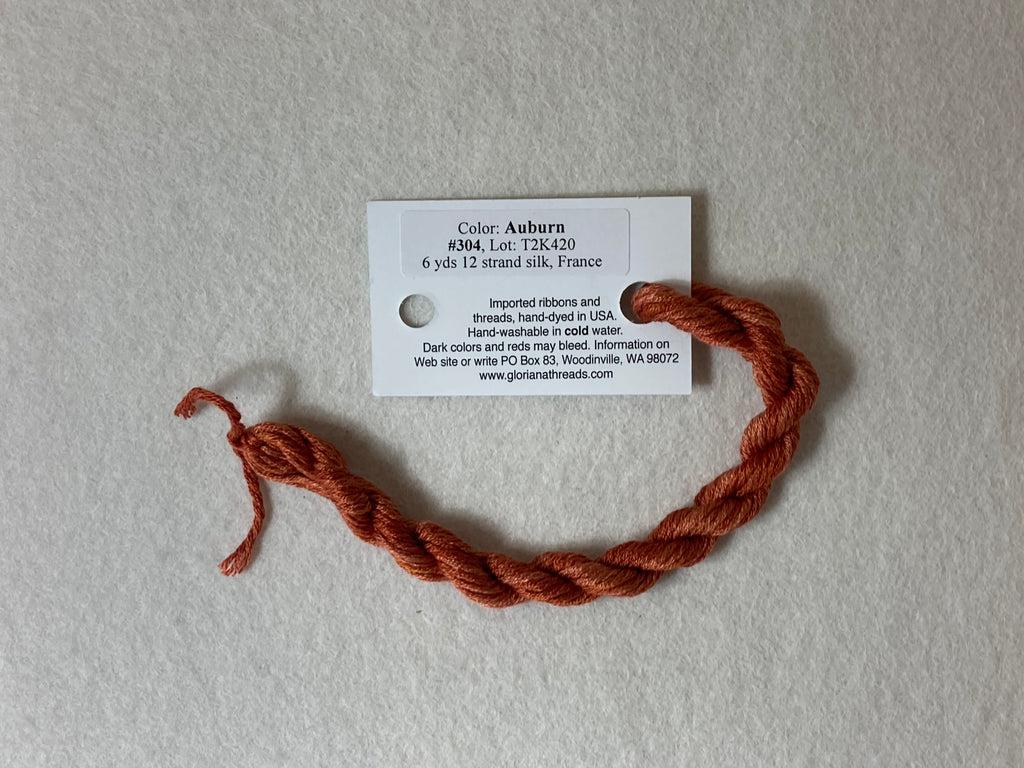 Color: Auburn
#304, Lot: T2K420
6 yds 12 strand silk, France
Imported ribbons and
threads, hand-dyed in USA.
Hand-washable in cold water.
Dark colors and reds may bleed. Information on
Web site or write PO Box 83, Woodinville, WA 98072
www.glorianathreads.com